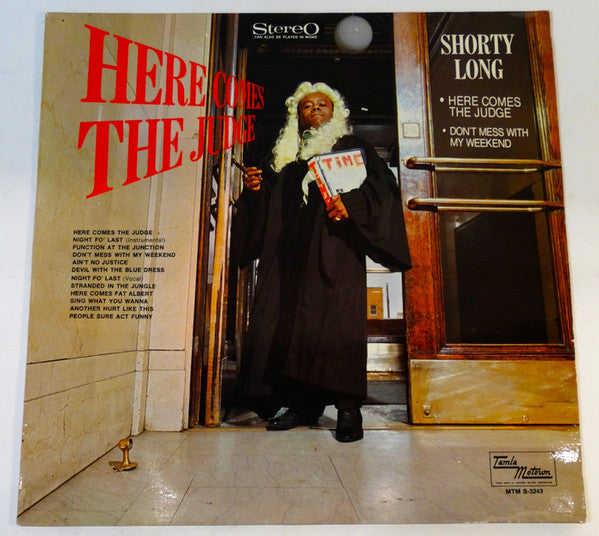 Stereo
CAN ALSO BE PLAYED IN MONO
HERE COMES
THE JUDGE
SHORTY
LONG
• HERE COMES
THE JUDGE
• DON'T MESS WITH
MY WEEKEND
TIME
HERE COMES THE JUDGE
NIGHT FO' LAST (Instrumental)
FUNCTION AT THE JUNCTION
DON'T MESS WITH MY WEEKEND
AIN'T NO JUSTICE
DEVIL WITH THE BLUE DRESS
NIGHT FO' LAST (Vocal)
STRANDED IN THE JUNGLE
HERE COMES FAT ALBERT
SING WHAT YOU WANNA
ANOTHER HURT LIKE THIS
PEOPLE SURE ACT FUNNY
Tamla
Motown
MTM S-3243